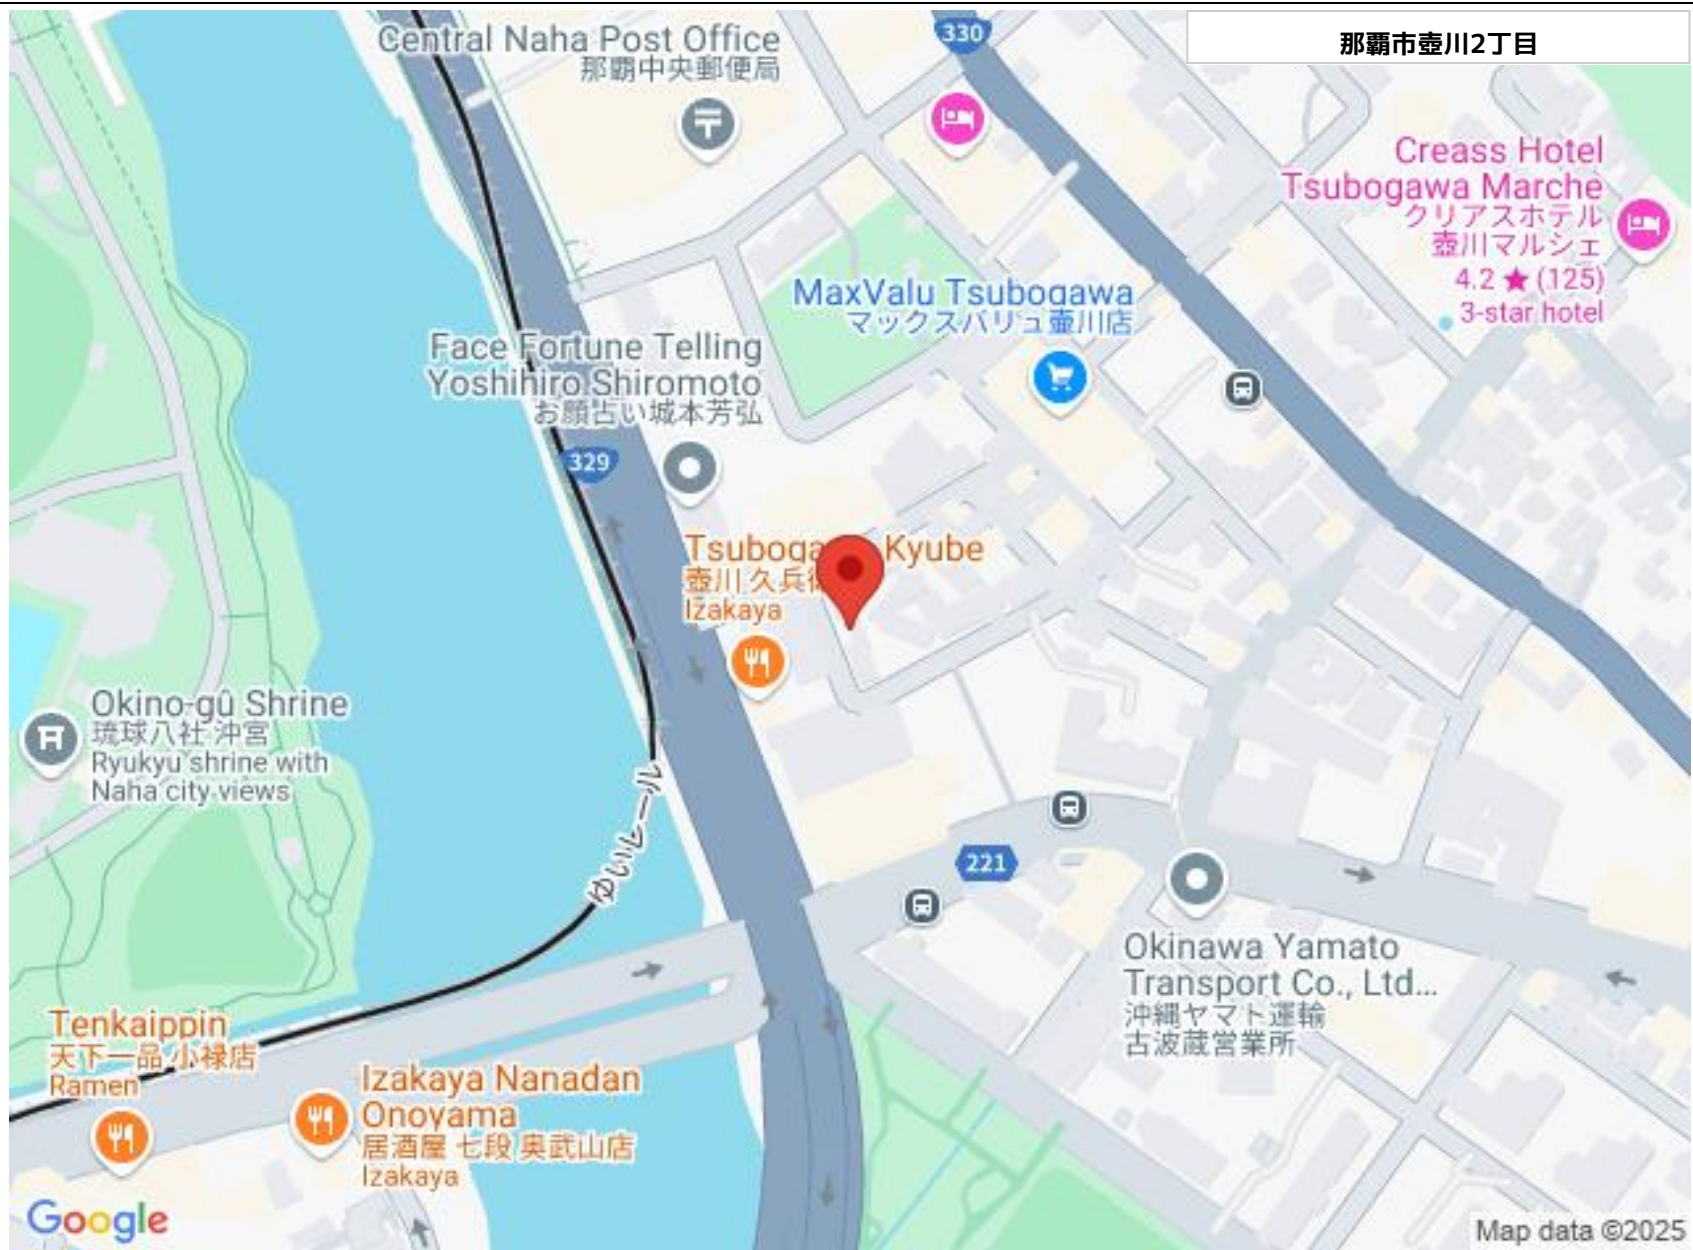 那覇市壺川2丁目
Central Naha Post Office
那覇中央郵便局
330
Creass Hotel
Tsubogawa Marche
クリアスホテル
壺川マルシェ
4.2 ★ (125)
3-star hotel
MaxValu Tsubogawa
マックスバリュ壷川店
Face Fortune Telling
Yoshihiro Shiromoto
お顔占い城本芳弘
329
Kyube
壺川 久兵
Izakaya
Okino-gū Shrine
琉球八社 沖宮
Ryukyu shrine with
Naha city views
ゆいレール
221
Okinawa Yamato
Transport Co., Ltd...
沖縄ヤマト運輸
古波蔵営業所
Tenkaippin
天下一品 小禄店
Ramen
Izakaya Nanadan
Onoyama
居酒屋 七段 奥武山店
Izakaya
Google
Map data ©2025